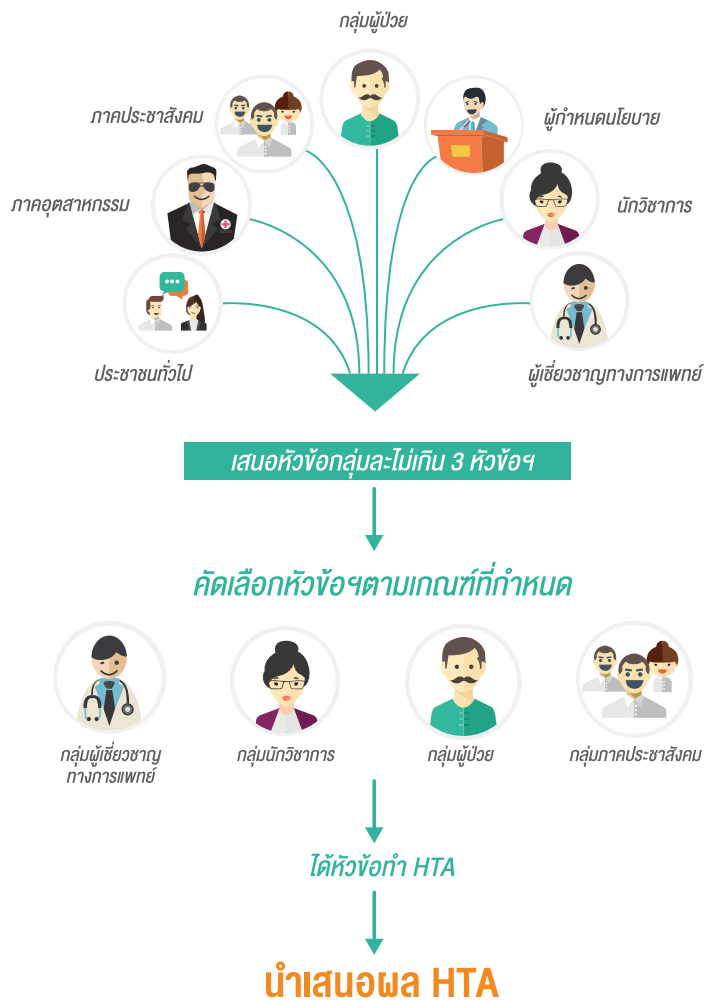 กลุ่มผู้ป่วย
ภาคประชาสังคม
ผู้กำหนดนโยบาย
ภาคอุตสาหกรรม
นักวิชาการ
ประชาชนทั่วไป
ผู้เชี่ยวชาญทางการแพทย์
เสนอหัวข้อกลุ่มละไม่เกิน 3 หัวข้อฯ
คัดเลือกหัวข้อฯตามเกณฑ์ที่กำหนด
กลุ่มผู้เชี่ยวชาญ
ทางการแพทย์
กลุ่มนักวิชาการ
กลุ่มผู้ป่วย
กลุ่มภาคประชาสังคม
ได้หัวข้อทำ HTA
นำเสนอผล HTA